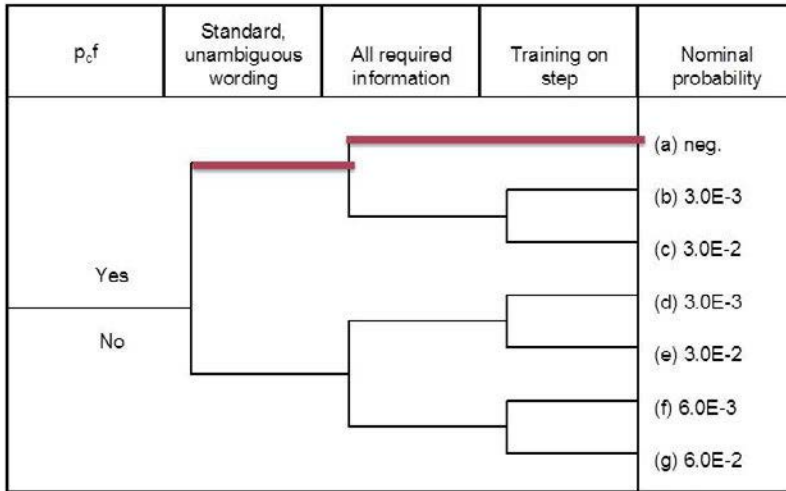 p_cf
Standard,
unambiguous
wording
All required
information
Training on
step
Nominal
probability
(a) neg.
(b) 3.0E-3
(c) 3.0E-2
Yes
(d) 3.0E-3
No
(e) 3.0E-2
(f) 6.0E-3
(g) 6.0E-2